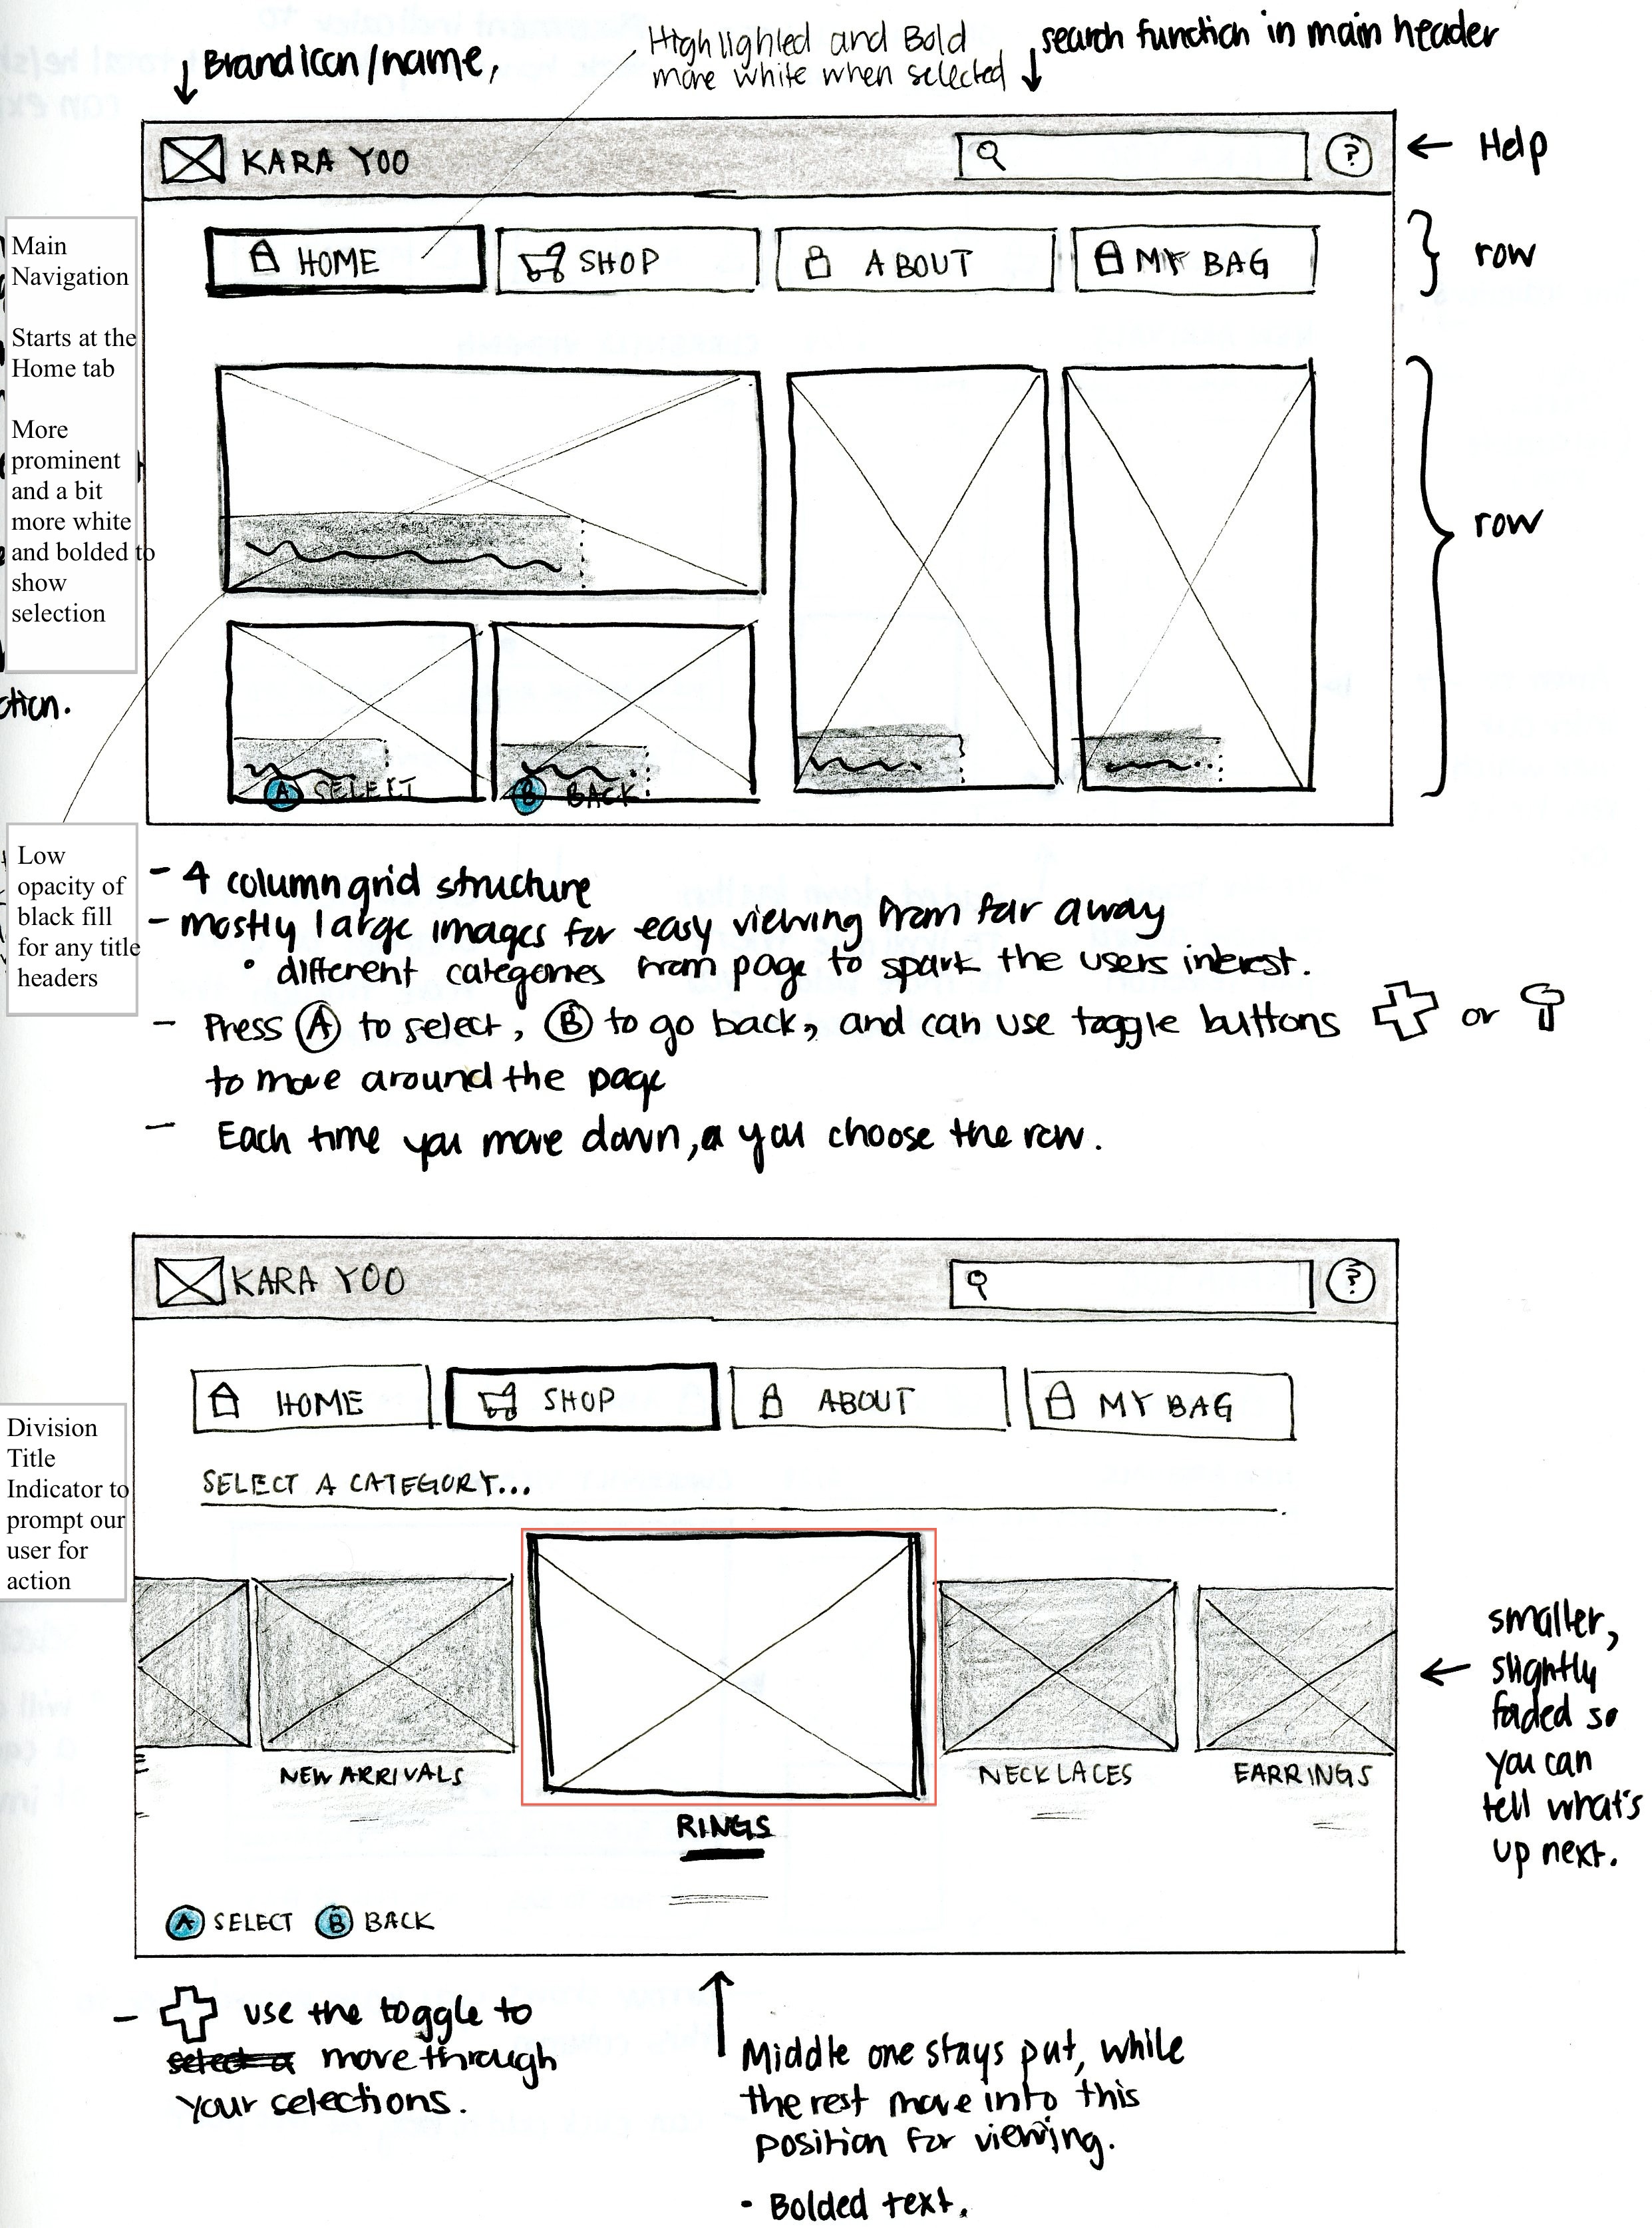 Brand Icon/name,
Highlighted and Bold
more white when selected
search function in main header
KARA YOO
?
Help
HOME
SHOP
ABOUT
MY BAG
row
Main
Navigation
Starts at the
Home tab
More
prominent
and a bit
more white
and bolded to
show
selection
row
ction.
A SELECT
B BACK
Low
opacity of
black fill
for any title
headers
- 4 column grid structure
- mostly large images for easy viewing from far away
• different categories from page to spark the users interest.
- Press A to select, B to go back, and can use toggle buttons or
to move around the page
- Each time you move down, you choose the row.
KARA YOO
?
HOME
SHOP
ABOUT
MY BAG
Division
Title
Indicator to
prompt our
user for
action
SELECT A CATEGORY...
NEW ARRIVALS
RINGS
NECKLACES
EARRINGS
smaller,
slightly
faded so
you can
tell what's
up next.
A SELECT B BACK
- use the toggle to
select a move through
your selections.
Middle one stays put, while
the rest move into this
position for viewing.
• Bolded text.